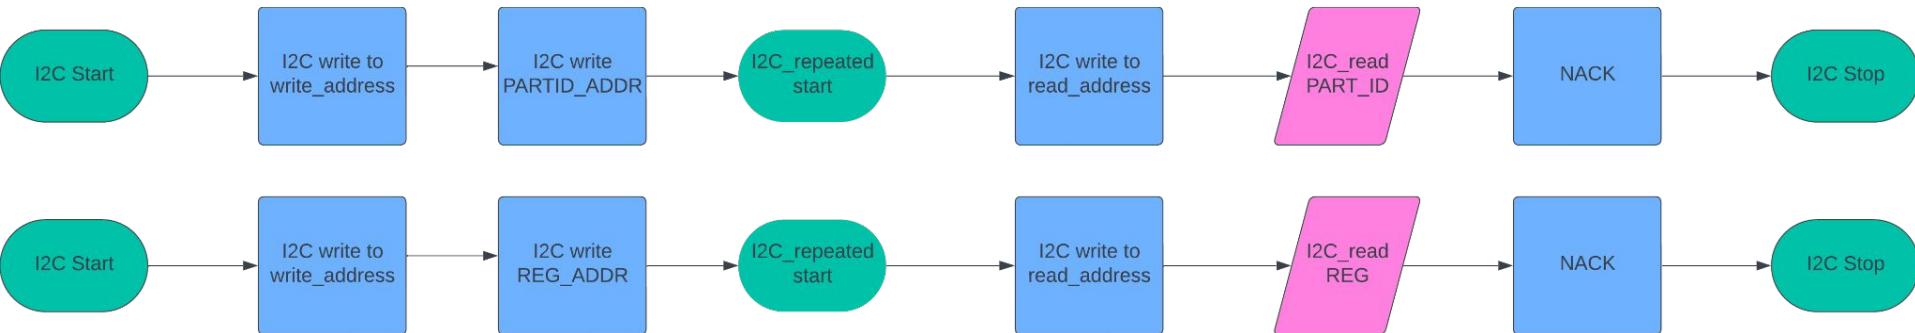 I2C Start
I2C write to
write_address
I2C write
PARTID_ADDR
I2C_repeated
start
I2C write to
read_address
I2C_read
PART_ID
NACK
I2C Stop
I2C Start
I2C write to
write_address
I2C write
REG_ADDR
I2C_repeated
start
I2C write to
read_address
I2C_read
REG
NACK
I2C Stop